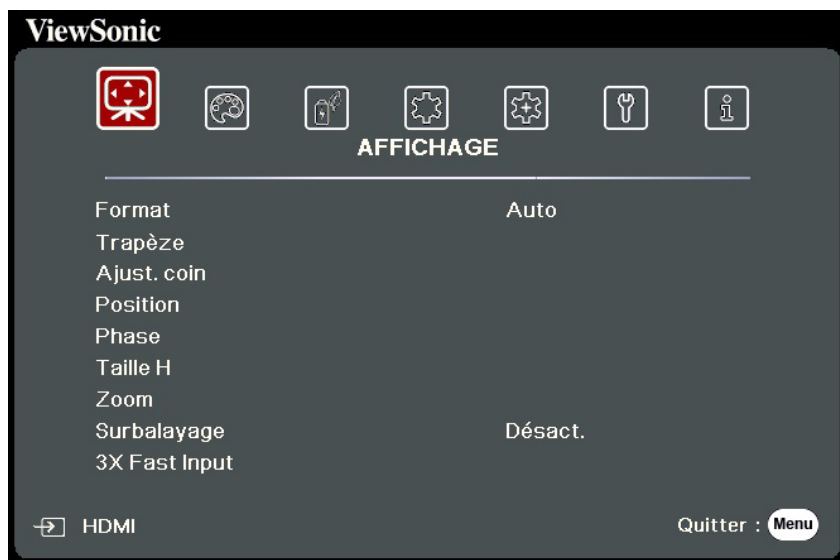 ViewSonic
AFFICHAGE
Format Auto
Trapèze
Ajust. coin
Position
Phase
Taille H
Zoom
Surbalayage Désact.
3X Fast Input
HDMI Quitter : Menu